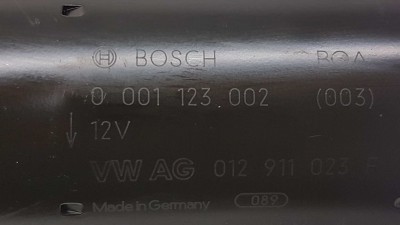 BOSCH
0 001 123 002 (003)
12V
VW AG 012 911 023 F
Made in Germany 089